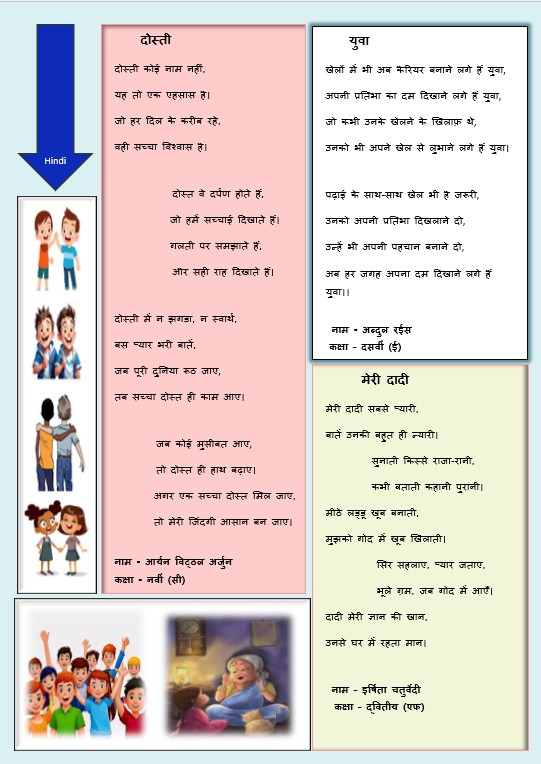 Hindi
दोस्ती
दोस्ती कोई नाम नहीं,
यह तो एक एहसास है।
जो हर दिल के करीब रहे,
वही सच्चा विश्वास है।
दोस्त वे दर्पण होते हैं,
जो हमें सच्चाई दिखाते हैं।
गलती पर समझाते हैं,
और सही राह दिखाते हैं।
दोस्ती में न झगडा, न स्वार्थ,
बस प्यार भरी बातें,
जब पूरी दुनिया रूठ जाए,
तब सच्चा दोस्त ही काम आए।
जब कोई मुसीबत आए,
तो दोस्त ही हाथ बढ़ाए।
अगर एक सच्चा दोस्त मिल जाए,
तो मेरी जिंदगी आसान बन जाए।
नाम - आर्यन विट्ठल अर्जुन
कक्षा - नवीं (सी)
युवा
खेलों में भी अब केरियर बनाने लगे हैं युवा,
अपनी प्रतिभा का दम दिखाने लगे हैं युवा,
जो कभी उनके खेलने के खिलाफ़ थे,
उनको भी अपने खेल से लुभाने लगे हैं युवा।
पढ़ाई के साथ-साथ खेल भी है जरूरी,
उनको अपनी प्रतिभा दिखलाने दो,
उन्हें भी अपनी पहचान बनाने दो,
अब हर जगह अपना दम दिखाने लगे हैं
युवा।।
नाम - अब्दुल रईस
कक्षा - दसवीं (ई)
मेरी दादी
मेरी दादी सबसे प्यारी,
बातें उनकी बहुत ही न्यारी।
सुनाती किस्से राजा-रानी,
कभी बताती कहानी पुरानी।
मीठे लड्डू खूब बनाती,
मुझको गोद में खूब खिलाती।
सिर सहलाए, प्यार जताए,
भूले ग़म, जब गोद में आएँ।
दादी मेरी ज्ञान की खान,
उनसे घर में रहता मान।
नाम - इर्षिता चतुर्वेदी
कक्षा - द्वितीय (एफ)